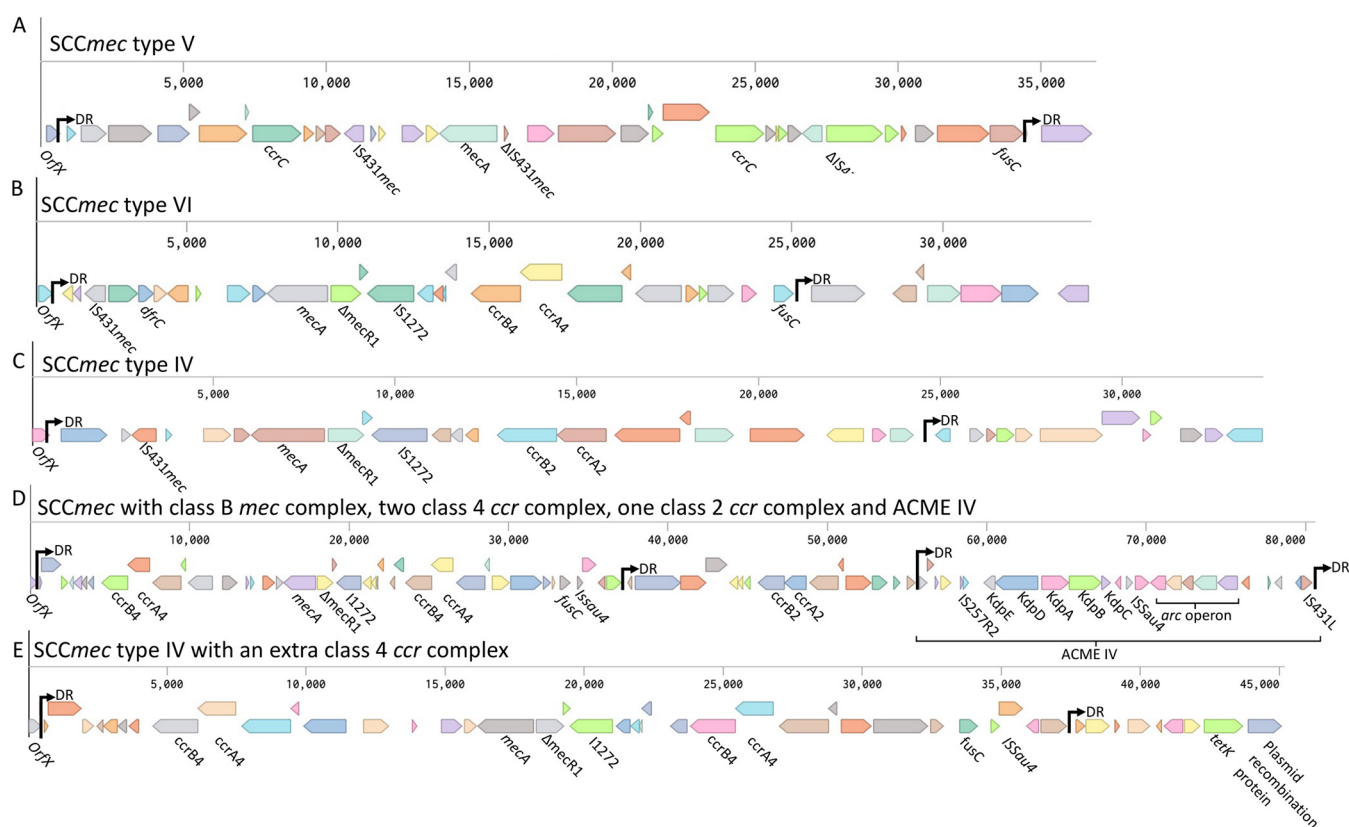 A
SCCmec type V
5,000 10,000 15,000 20,000 25,000 30,000 35,000
DR DR
OrfX ccrC IS431mec mecA ΔIS431mec ccrC ΔIS4- fusC
B
SCCmec type VI
5,000 10,000 15,000 20,000 25,000 30,000
DR DR
OrfX IS431mec dfrC mecA ΔmecR1 IS1272 ccrB4 ccrA4 fusC
C
SCCmec type IV
5,000 10,000 15,000 20,000 25,000 30,000
DR DR
OrfX IS431mec mecA ΔmecR1 IS1272 ccrB2 ccrA2
D
SCCmec with class B mec complex, two class 4 ccr complex, one class 2 ccr complex and ACME IV
10,000 20,000 30,000 40,000 50,000 60,000 70,000 80,000
DR DR DR DR
OrfX ccrB4 ccrA4 mecA ΔmecR1 I1272 ccrB4 ccrA4 fusC ISsau4 ccrB2 ccrA2 IS257R2 KdpE KdpD KdpA KdpB KdpC ISSau4 arc operon IS431L
ACME IV
E
SCCmec type IV with an extra class 4 ccr complex
5,000 10,000 15,000 20,000 25,000 30,000 35,000 40,000 45,000
DR DR
OrfX ccrB4 ccrA4 mecA ΔmecR1 I1272 ccrB4 ccrA4 fusC ISSau4 tetK Plasmid
recombination
protein